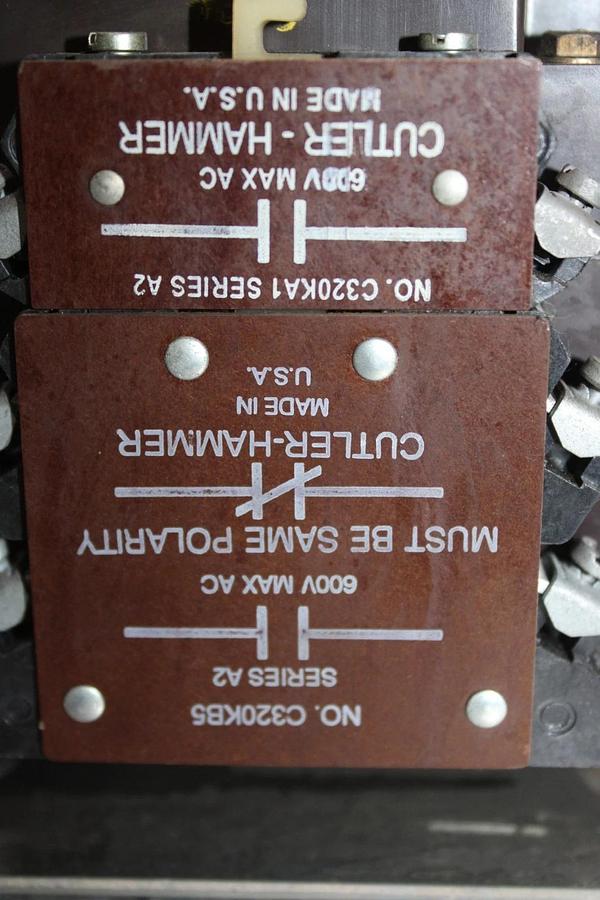 NO. C320KB5
SERIES A2
600V MAX AC
MUST BE SAME POLARITY
CUTLER-HAMMER
MADE IN
U.S.A.
NO. C320KA1 SERIES A2
600V MAX AC
CUTLER - HAMMER
MADE IN U.S.A.